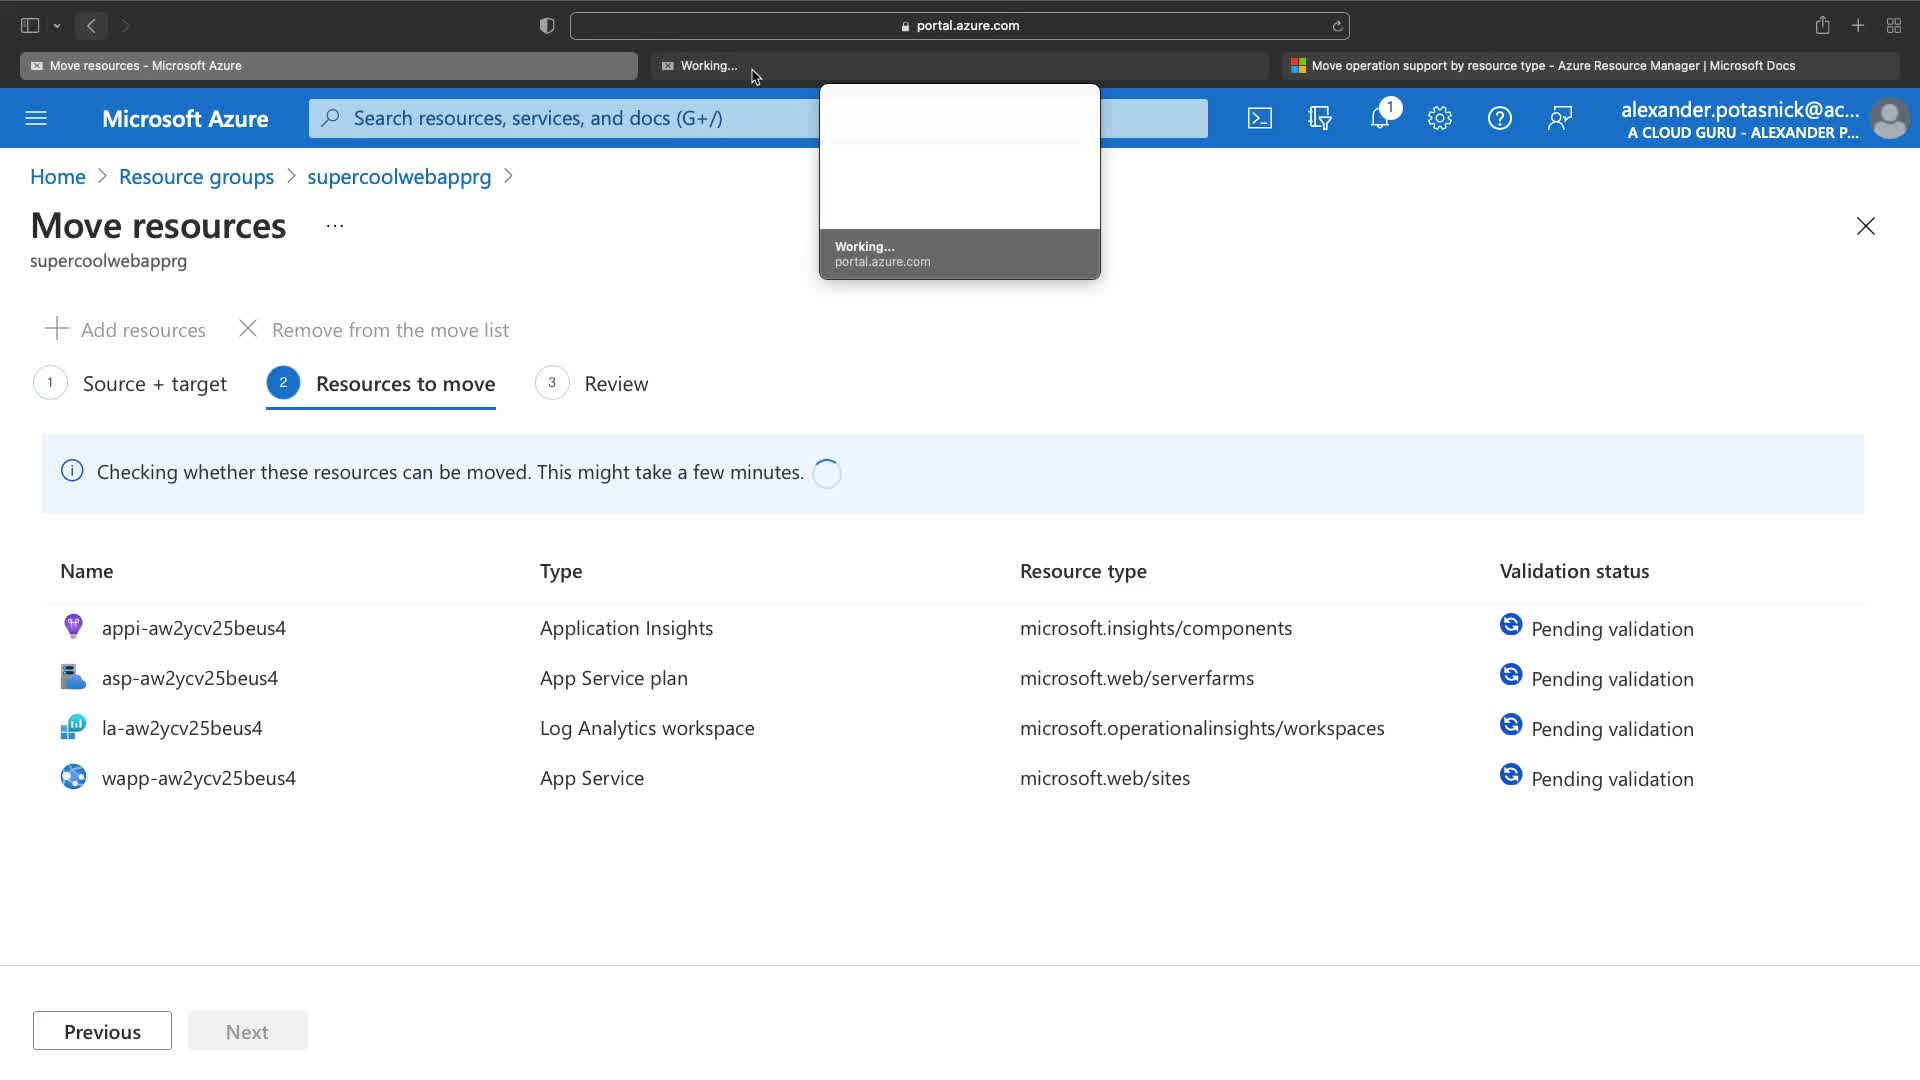 portal.azure.com
Move resources - Microsoft Azure
Working...
Move operation support by resource type - Azure Resource Manager | Microsoft Docs
Microsoft Azure
Search resources, services, and docs (G+/)
1
alexander.potasnick@ac...
A CLOUD GURU - ALEXANDER P...
Home > Resource groups > supercoolwebapprg >
Move resources ...
supercoolwebapprg
Working...
portal.azure.com
Add resources
Remove from the move list
1 Source + target
2 Resources to move
3 Review
Checking whether these resources can be moved. This might take a few minutes.
Name Type Resource type Validation status
appi-aw2ycv25beus4 Application Insights microsoft.insights/components Pending validation
asp-aw2ycv25beus4 App Service plan microsoft.web/serverfarms Pending validation
la-aw2ycv25beus4 Log Analytics workspace microsoft.operationalinsights/workspaces Pending validation
wapp-aw2ycv25beus4 App Service microsoft.web/sites Pending validation
Previous
Next